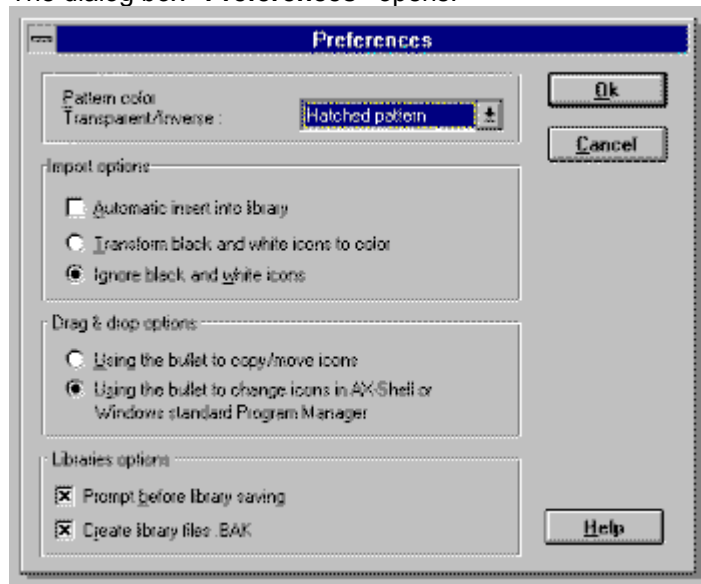 The dialog box "Preferences" opens:
Preferences
Pattern color
Transparent/Inverse :
Hatched pattern
Ok
Cancel
Import options
Automatic insert into library
Transform black and white icons to color
Ignore black and white icons
Drag & drop options
Using the bullet to copy/move icons
Using the bullet to change icons in AX-Shell or
Windows standard Program Manager
Libraries options
Prompt before library saving
Create library files .BAK
Help